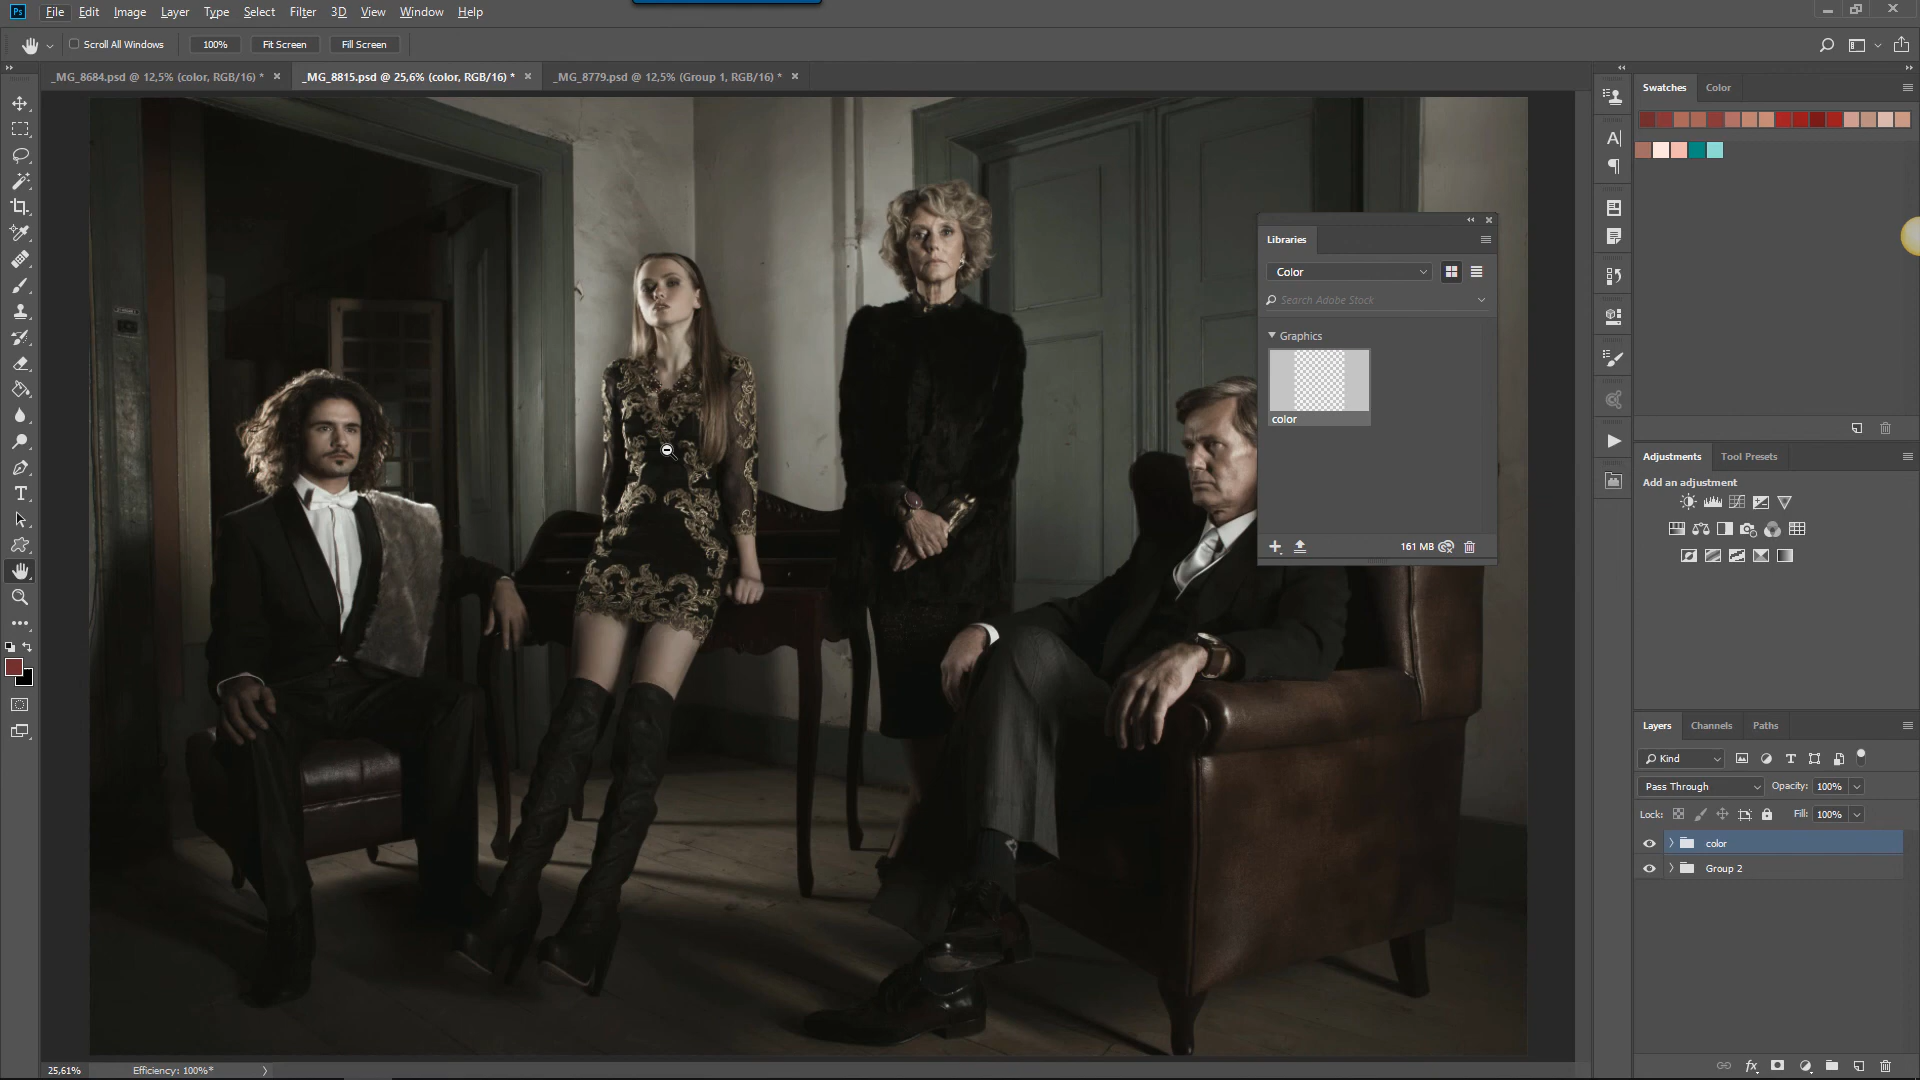 Ps File Edit Image Layer Type Select Filter 3D View Window Help
Scroll All Windows 100% Fit Screen Fill Screen
_MG_8684.psd @ 12,5% (color, RGB/16) * × _MG_8815.psd @ 25,6% (color, RGB/16) * × _MG_8779.psd @ 12,5% (Group 1, RGB/16) * ×
Swatches Color
Libraries
Color
Search Adobe Stock
Graphics
color
161 MB
Adjustments Tool Presets
Add an adjustment
Layers Channels Paths
Kind
Pass Through Opacity: 100%
Lock: Fill: 100%
color
Group 2
25,61% Efficiency: 100%*